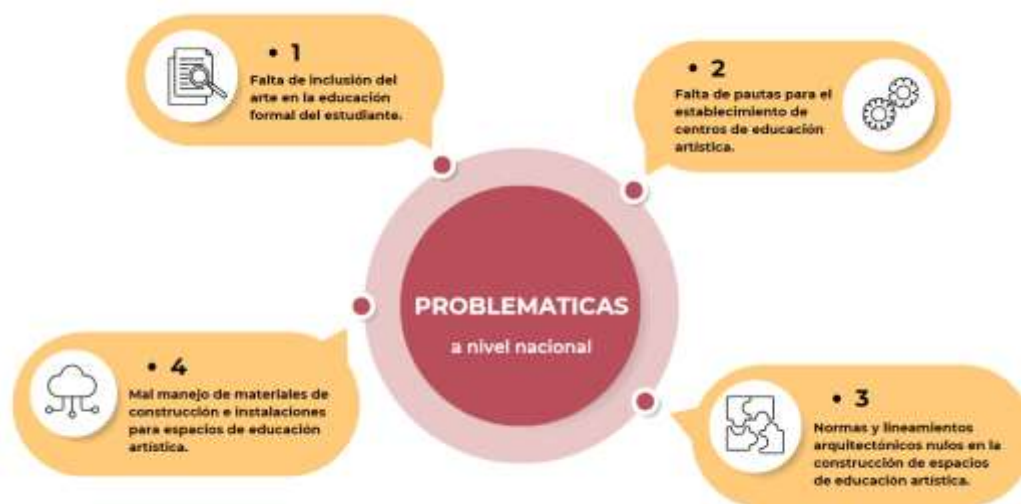 • 1
Falta de inclusión del
arte en la educación
formal del estudiante.
• 2
Falta de pautas para el
establecimiento de
centros de educación
artística.
PROBLEMATICAS
a nivel nacional
• 3
Normas y lineamientos
arquitectónicos nulos en la
construcción de espacios
de educación artística.
• 4
Mal manejo de materiales de
construcción e instalaciones
para espacios de educación
artística.